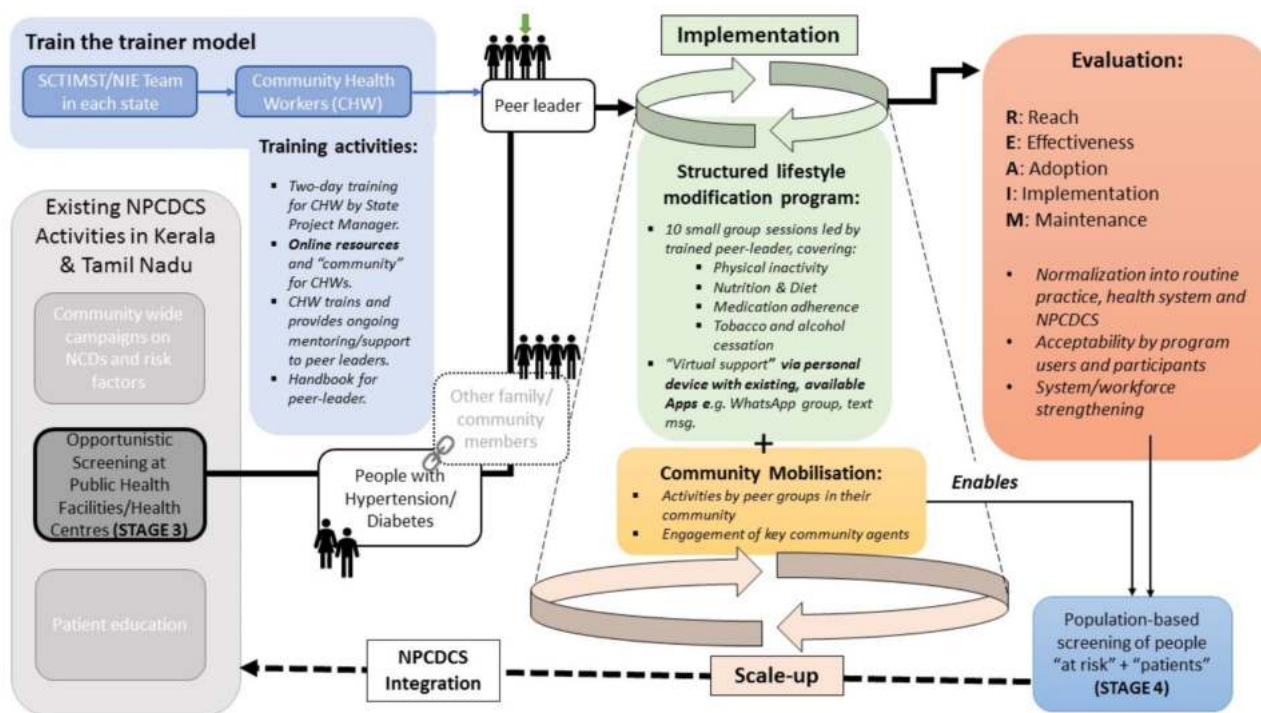 Train the trainer model
SCTIMST/NIE Team
in each state
Community Health
Workers (CHW)
Peer leader
Training activities:
▪ Two-day training
for CHW by State
Project Manager.
▪ Online resources
and "community"
for CHWs.
▪ CHW trains and
provides ongoing
mentoring/support
to peer leaders.
▪ Handbook for
peer-leader.
Existing NPCDCS
Activities in Kerala
& Tamil Nadu
Community wide
campaigns on
NCDs and risk
factors
Opportunistic
Screening at
Public Health
Facilities/Health
Centres (STAGE 3)
Patient education
People with
Hypertension/
Diabetes
Other family/
community
members
Implementation
Structured lifestyle
modification program:
▪ 10 small group sessions led by
trained peer-leader, covering:
▪ Physical inactivity
▪ Nutrition & Diet
▪ Medication adherence
▪ Tobacco and alcohol
cessation
▪ "Virtual support" via personal
device with existing, available
Apps e.g. WhatsApp group, text
msg.
+
Community Mobilisation:
▪ Activities by peer groups in their
community
▪ Engagement of key community agents
Enables
Evaluation:
R: Reach
E: Effectiveness
A: Adoption
I: Implementation
M: Maintenance
• Normalization into routine
practice, health system and
NPCDCS
• Acceptability by program
users and participants
• System/workforce
strengthening
Population-based
screening of people
"at risk" + "patients"
(STAGE 4)
Scale-up
NPCDCS
Integration